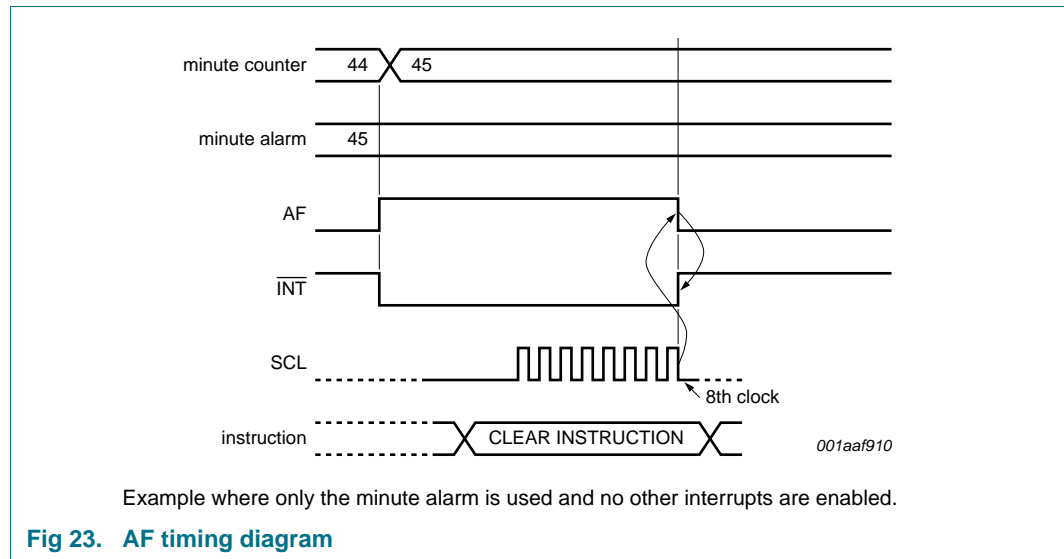 minute counter 44 45
minute alarm 45
AF
INT
SCL
8th clock
instruction CLEAR INSTRUCTION
001aaf910
Example where only the minute alarm is used and no other interrupts are enabled.
Fig 23. AF timing diagram